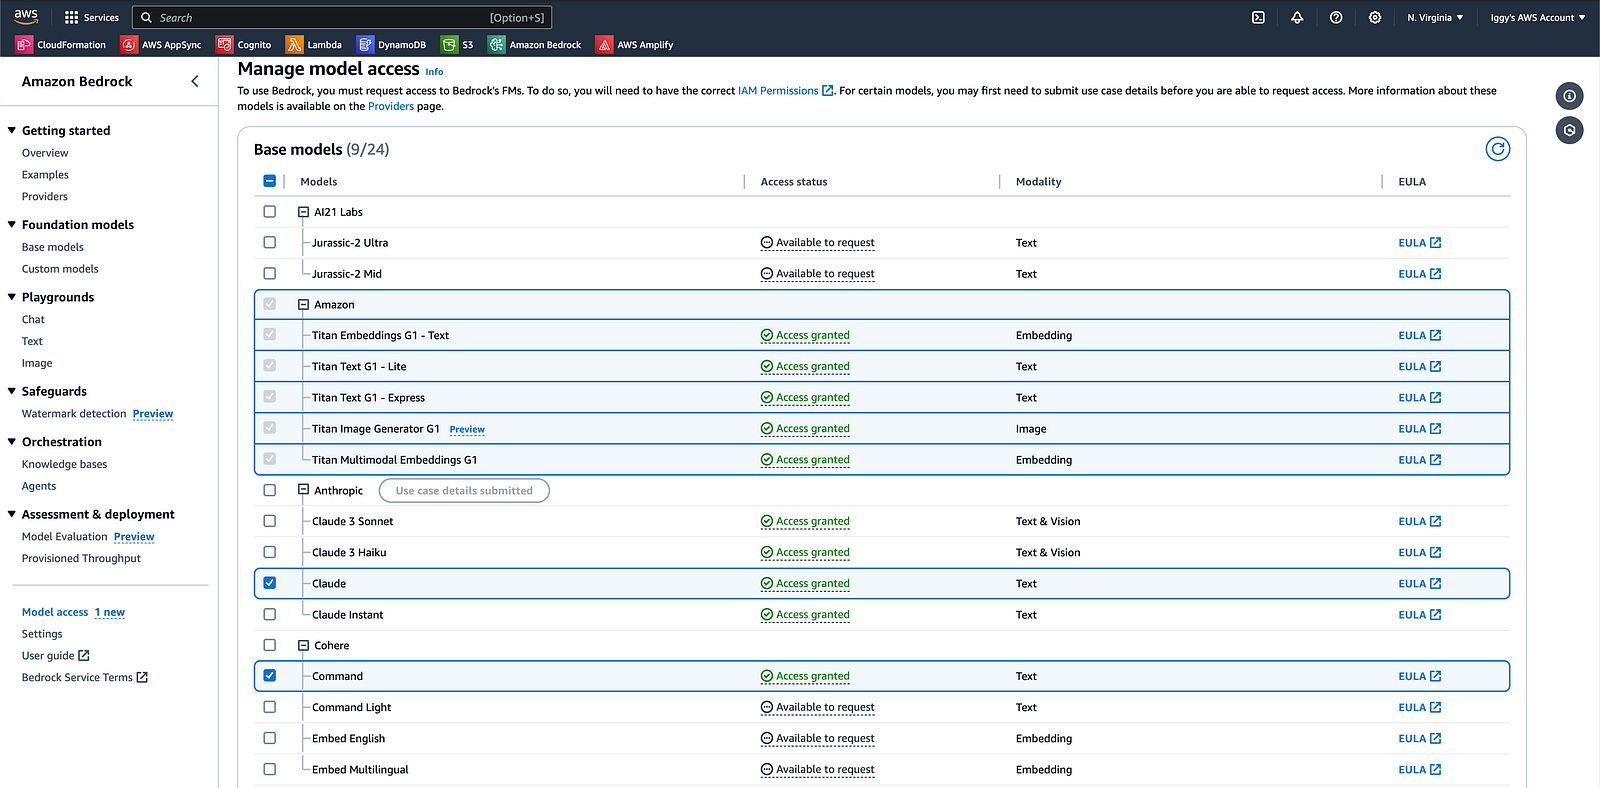 aws Services Search [Option+S] N. Virginia Iggy's AWS Account
CloudFormation AWS AppSync Cognito Lambda DynamoDB S3 Amazon Bedrock AWS Amplify
Amazon Bedrock
Getting started
Overview
Examples
Providers
Foundation models
Base models
Custom models
Playgrounds
Chat
Text
Image
Safeguards
Watermark detection Preview
Orchestration
Knowledge bases
Agents
Assessment & deployment
Model Evaluation Preview
Provisioned Throughput
Model access 1 new
Settings
User guide
Bedrock Service Terms
Manage model access Info
To use Bedrock, you must request access to Bedrock's FMs. To do so, you will need to have the correct IAM Permissions. For certain models, you may first need to submit use case details before you are able to request access. More information about these
models is available on the Providers page.
Base models (9/24)
Models Access status Modality EULA
AI21 Labs
Jurassic-2 Ultra Available to request Text EULA
Jurassic-2 Mid Available to request Text EULA
Amazon
Titan Embeddings G1 - Text Access granted Embedding EULA
Titan Text G1 - Lite Access granted Text EULA
Titan Text G1 - Express Access granted Text EULA
Titan Image Generator G1 Preview Access granted Image EULA
Titan Multimodal Embeddings G1 Access granted Embedding EULA
Anthropic Use case details submitted
Claude 3 Sonnet Access granted Text & Vision EULA
Claude 3 Haiku Access granted Text & Vision EULA
Claude Access granted Text EULA
Claude Instant Access granted Text EULA
Cohere
Command Access granted Text EULA
Command Light Available to request Text EULA
Embed English Available to request Embedding EULA
Embed Multilingual Available to request Embedding EULA